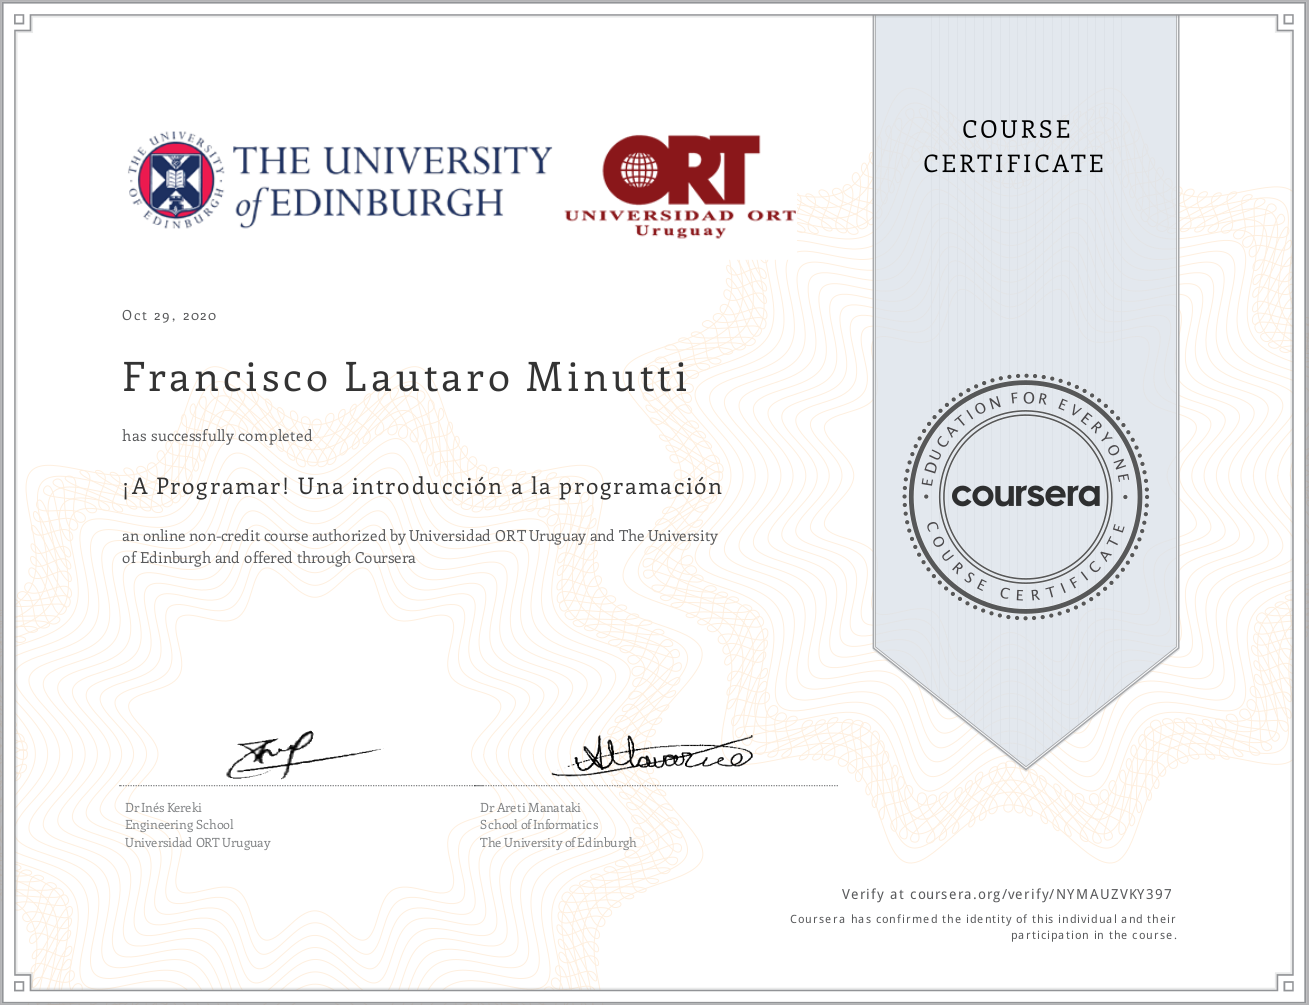 THE UNIVERSITY OF EDINBURGH
THE UNIVERSITY
of EDINBURGH
ORT
UNIVERSIDAD ORT
Uruguay
COURSE
CERTIFICATE
Oct 29, 2020
Francisco Lautaro Minutti
has successfully completed
¡A Programar! Una introducción a la programación
an online non-credit course authorized by Universidad ORT Uruguay and The University
of Edinburgh and offered through Coursera
EDUCATION FOR EVERYONE
coursera
COURSE CERTIFICATE
Dr Inés Kereki
Engineering School
Universidad ORT Uruguay
Dr Areti Manataki
School of Informatics
The University of Edinburgh
Verify at coursera.org/verify/NYMAUZVKY397
Coursera has confirmed the identity of this individual and their
participation in the course.